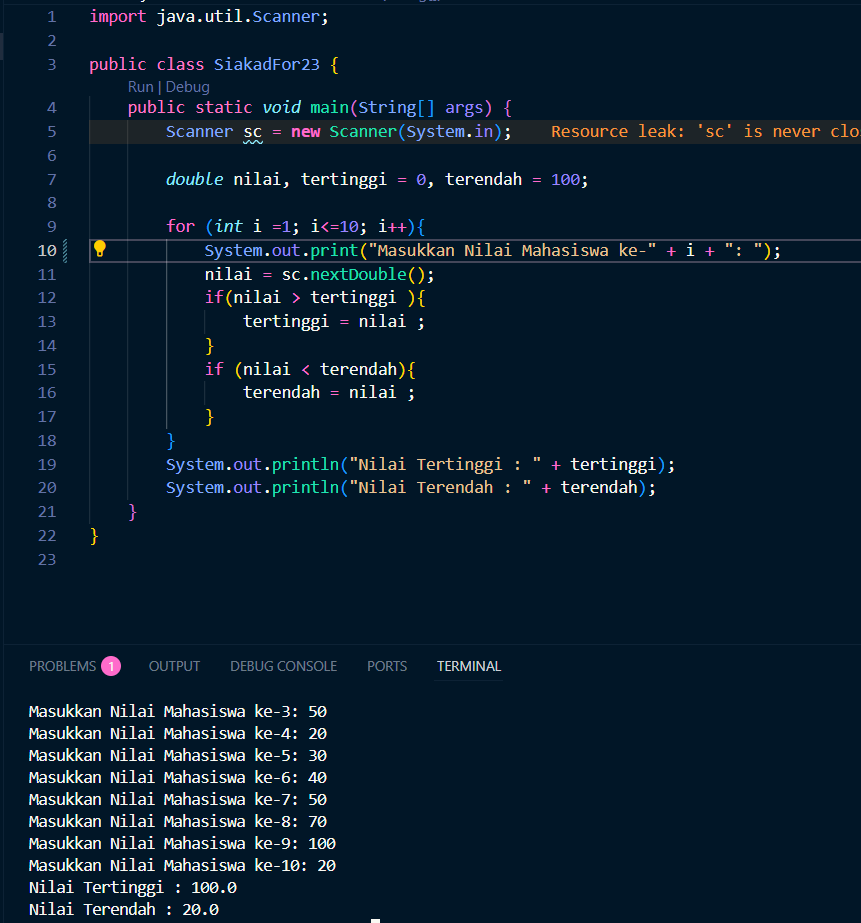 1 import java.util.Scanner;
2
3 public class SiakadFor23 {
Run | Debug
4 public static void main(String[] args) {
5 Scanner sc = new Scanner(System.in); Resource leak: 'sc' is never clo
6
7 double nilai, tertinggi = 0, terendah = 100;
8
9 for (int i =1; i<=10; i++){
10 System.out.print("Masukkan Nilai Mahasiswa ke-" + i + ": ");
11 nilai = sc.nextDouble();
12 if(nilai > tertinggi ){
13 tertinggi = nilai ;
14 }
15 if (nilai < terendah){
16 terendah = nilai ;
17 }
18 }
19 System.out.println("Nilai Tertinggi : " + tertinggi);
20 System.out.println("Nilai Terendah : " + terendah);
21 }
22 }
23
PROBLEMS 1 OUTPUT DEBUG CONSOLE PORTS TERMINAL
Masukkan Nilai Mahasiswa ke-3: 50
Masukkan Nilai Mahasiswa ke-4: 20
Masukkan Nilai Mahasiswa ke-5: 30
Masukkan Nilai Mahasiswa ke-6: 40
Masukkan Nilai Mahasiswa ke-7: 50
Masukkan Nilai Mahasiswa ke-8: 70
Masukkan Nilai Mahasiswa ke-9: 100
Masukkan Nilai Mahasiswa ke-10: 20
Nilai Tertinggi : 100.0
Nilai Terendah : 20.0